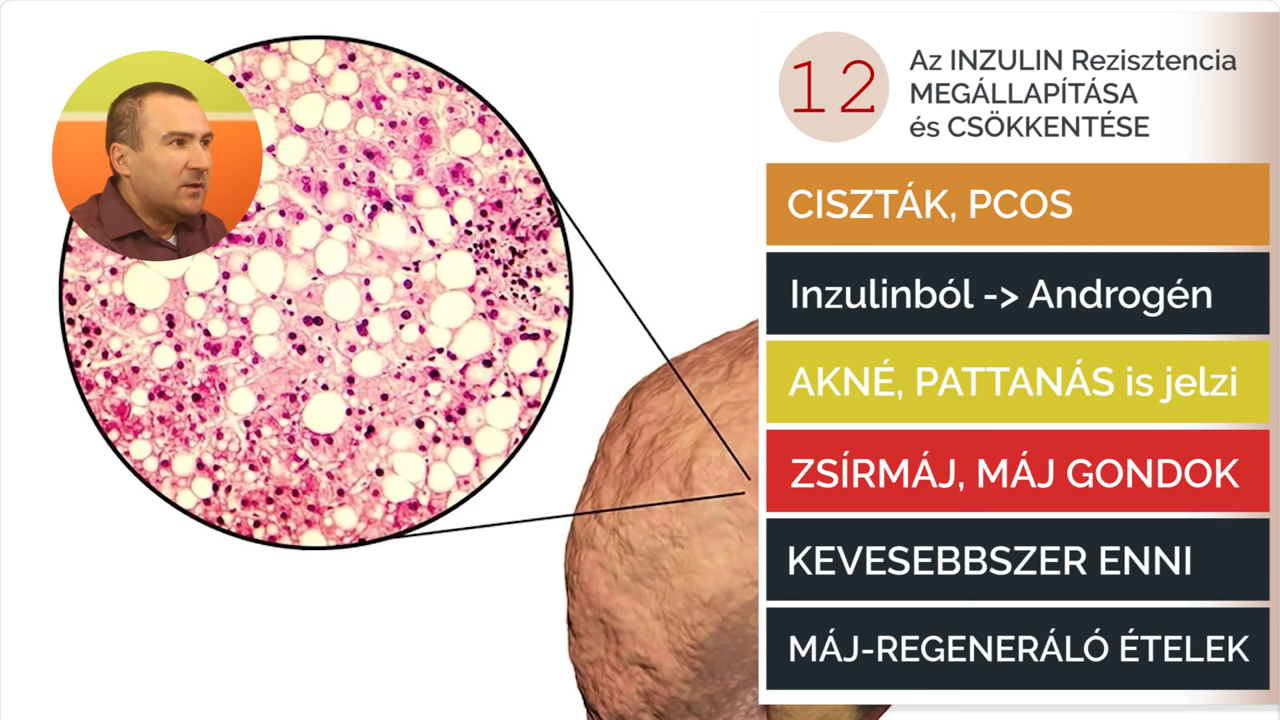 12
Az INZULIN Rezisztencia
MEGÁLLAPÍTÁSA
és CSÖKKENTÉSE
CISZTÁK, PCOS
Inzulinból -> Androgén
AKNÉ, PATTANÁS is jelzi
ZSÍRMÁJ, MÁJ GONDOK
KEVESEBBSZER ENNI
MÁJ-REGENERÁLÓ ÉTELEK